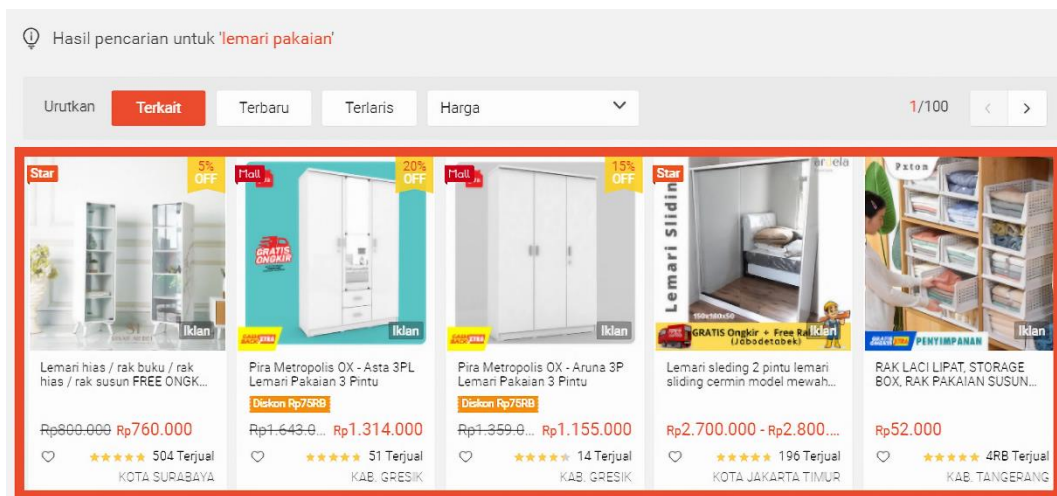 Hasil pencarian untuk 'lemari pakaian'
Urutkan Terkait Terbaru Terlaris Harga 1/100
Star
5%
OFF
Iklan
Lemari hias / rak buku / rak
hias / rak susun FREE ONGK...
Rp800.000 Rp760.000
504 Terjual
KOTA SURABAYA
Mall
20%
OFF
GRATIS
ONGKIR
Iklan
Pira Metropolis OX - Asta 3PL
Lemari Pakaian 3 Pintu
Diskon Rp75RB
Rp1.643.0... Rp1.314.000
51 Terjual
KAB. GRESIK
Mall
15%
OFF
Iklan
Pira Metropolis OX - Aruna 3P
Lemari Pakaian 3 Pintu
Diskon Rp75RB
Rp1.359.0... Rp1.155.000
14 Terjual
KAB. GRESIK
Star
Lemari Slidin
150x180x50
GRATIS Ongkir + Free
(Jabodetabek)
Iklan
Lemari sleding 2 pintu lemari
sliding cermin model mewah...
Rp2.700.000 - Rp2.800....
196 Terjual
KOTA JAKARTA TIMUR
Pxton
PENYIMPANAN
Iklan
RAK LACI LIPAT, STORAGE
BOX, RAK PAKAIAN SUSUN...
Rp52.000
4RB Terjual
KAB. TANGERANG